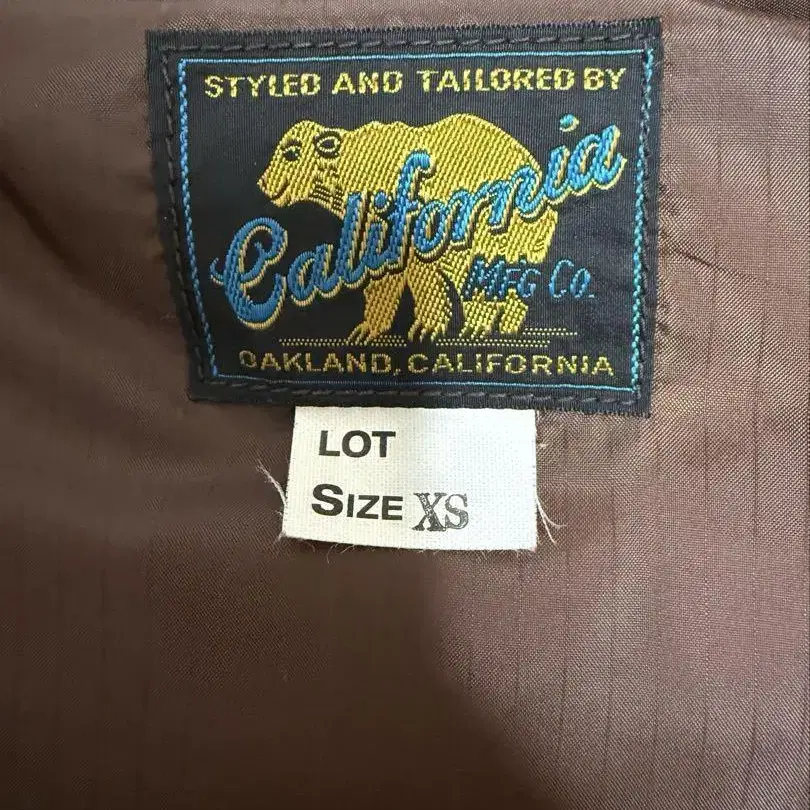 STYLED AND TAILORED BY
California
MFG Co.
OAKLAND, CALIFORNIA
LOT
SIZE XS